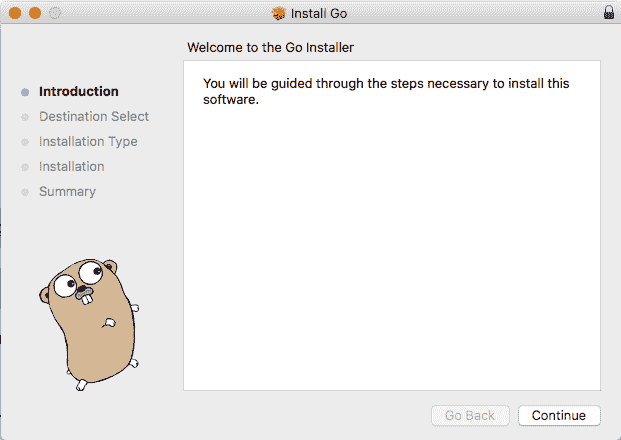 Install Go
Welcome to the Go Installer
Introduction
Destination Select
Installation Type
Installation
Summary
You will be guided through the steps necessary to install this
software.
Go Back
Continue